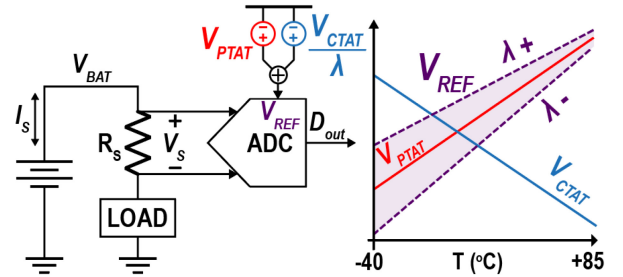 V_PTAT
V_CTAT
λ
V_BAT
I_S
R_S
+
V_S
−
V_REF
ADC
D_out
LOAD
V_REF
λ+
λ-
V_PTAT
V_CTAT
-40
T (°C)
+85